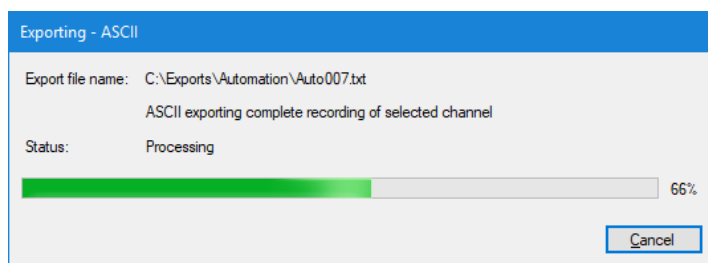 Exporting - ASCII
Export file name: C:\Exports\Automation\Auto007.txt
ASCII exporting complete recording of selected channel
Status: Processing
66%
Cancel